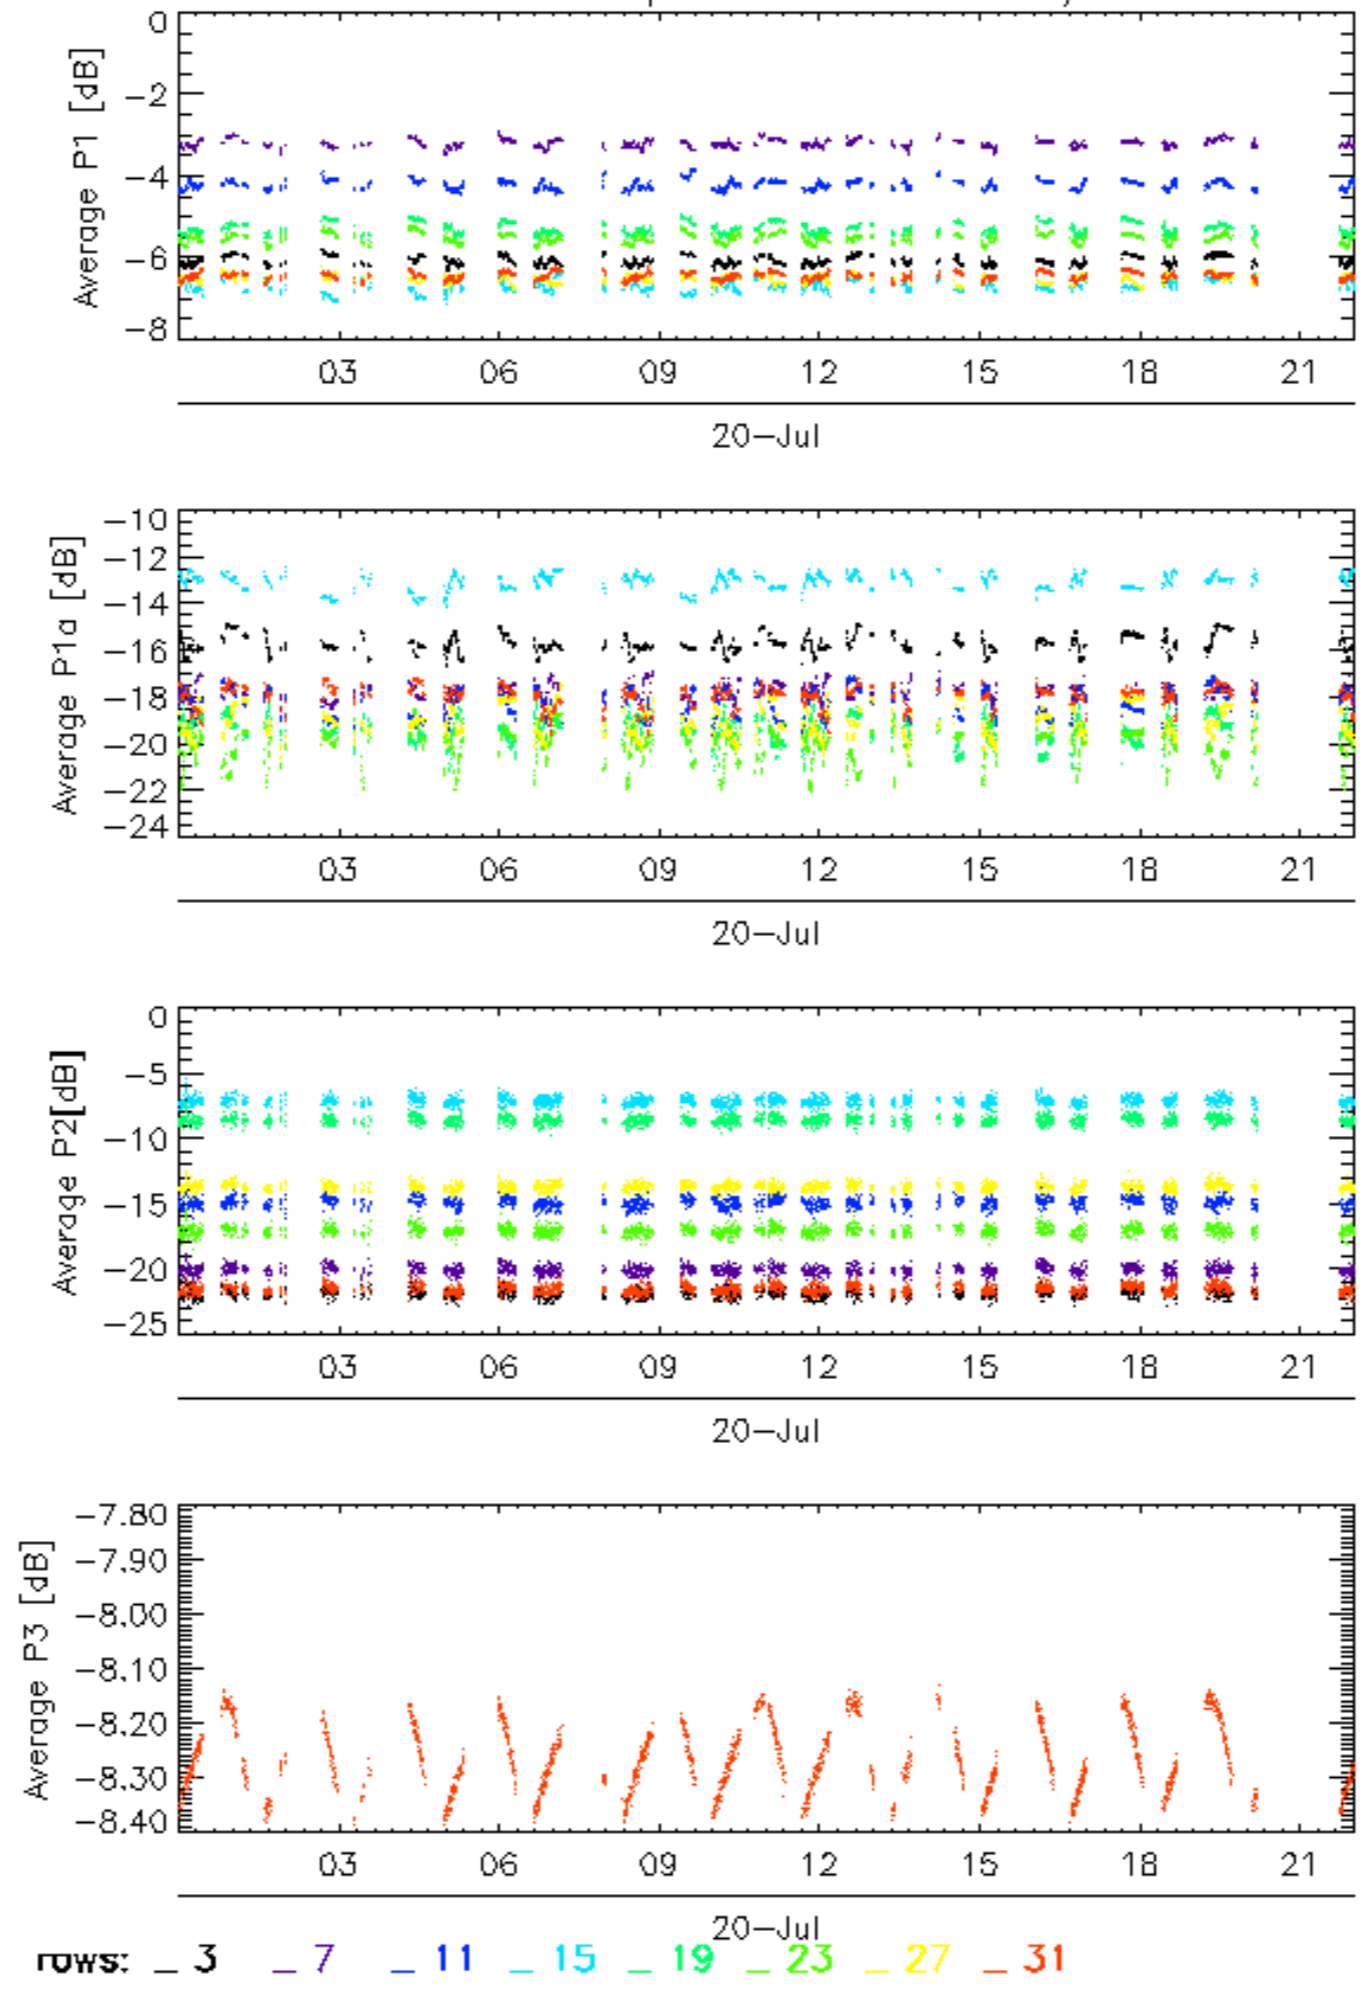 0
-2
-4
-6
-8
Average P1 [dB]
03 06 09 12 15 18 21
20-Jul
-10
-12
-14
-16
-18
-20
-22
-24
Average P1a [dB]
03 06 09 12 15 18 21
20-Jul
0
-5
-10
-15
-20
-25
Average P2[dB]
03 06 09 12 15 18 21
20-Jul
-7.80
-7.90
-8.00
-8.10
-8.20
-8.30
-8.40
Average P3 [dB]
03 06 09 12 15 18 21
20-Jul
rows: _ 3 _ 7 _ 11 _ 15 _ 19 _ 23 _ 27 _ 31